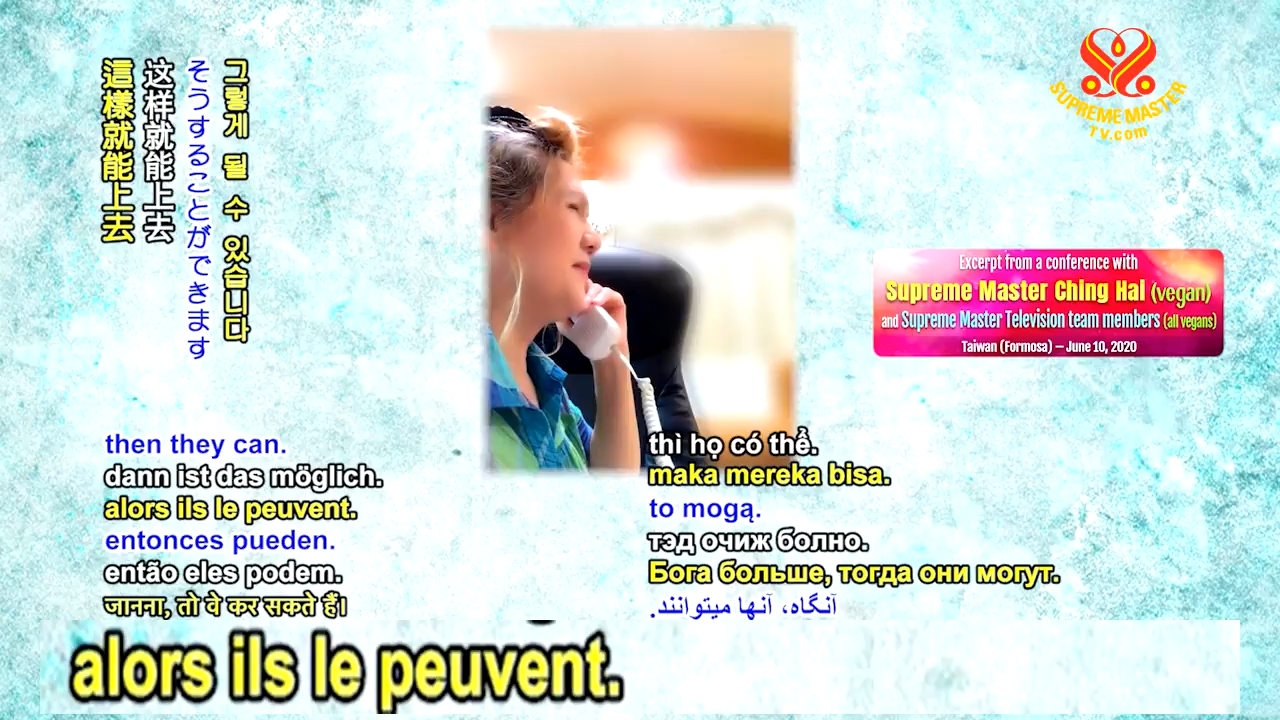 這樣就能上去
这样就能上去
そうすることができます
그렇게 될 수 있습니다
SUPREME MASTER
TV.com
Excerpt from a conference with
Supreme Master Ching Hai (vegan)
and Supreme Master Television team members (all vegans)
Taiwan (Formosa) – June 10, 2020
then they can.
dann ist das möglich.
alors ils le peuvent.
entonces pueden.
então eles podem.
जानना, तो वे कर सकते हैं।
thì họ có thể.
maka mereka bisa.
to mogą.
тэд очиж болно.
Бога больше, тогда они могут.
آنگاه، آنها میتوانند.
alors ils le peuvent.